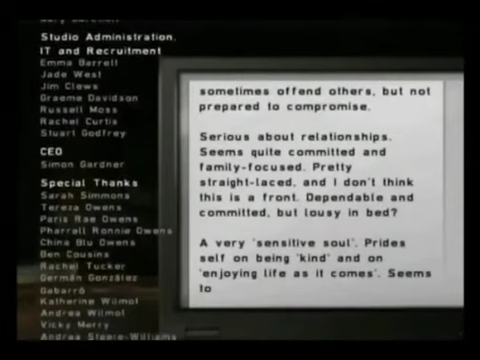 Studio Administration.
IT and Recruitment
Emma Barrell
Jade West
Jim Clews
Graeme Davidson
Russell Moss
Rachel Curtis
Stuart Godfrey
CEO
Simon Gardner
Special Thanks
Sarah Simmons
Tereza Owens
Paris Rae Owens
Pharrell Ronnie Owens
China Blu Owens
Ben Cousins
Rachel Tucker
Germán González
Gabarró
Katherine Wilmot
Andrea Wilmot
Vicky Merry
Andrea Steele-Williams
sometimes offend others, but not
prepared to compromise.
Serious about relationships.
Seems quite committed and
family-focused. Pretty
straight-laced, and I don't think
this is a front. Dependable and
committed, but lousy in bed?
A very 'sensitive soul'. Prides
self on being 'kind' and on
'enjoying life as it comes'. Seems
to